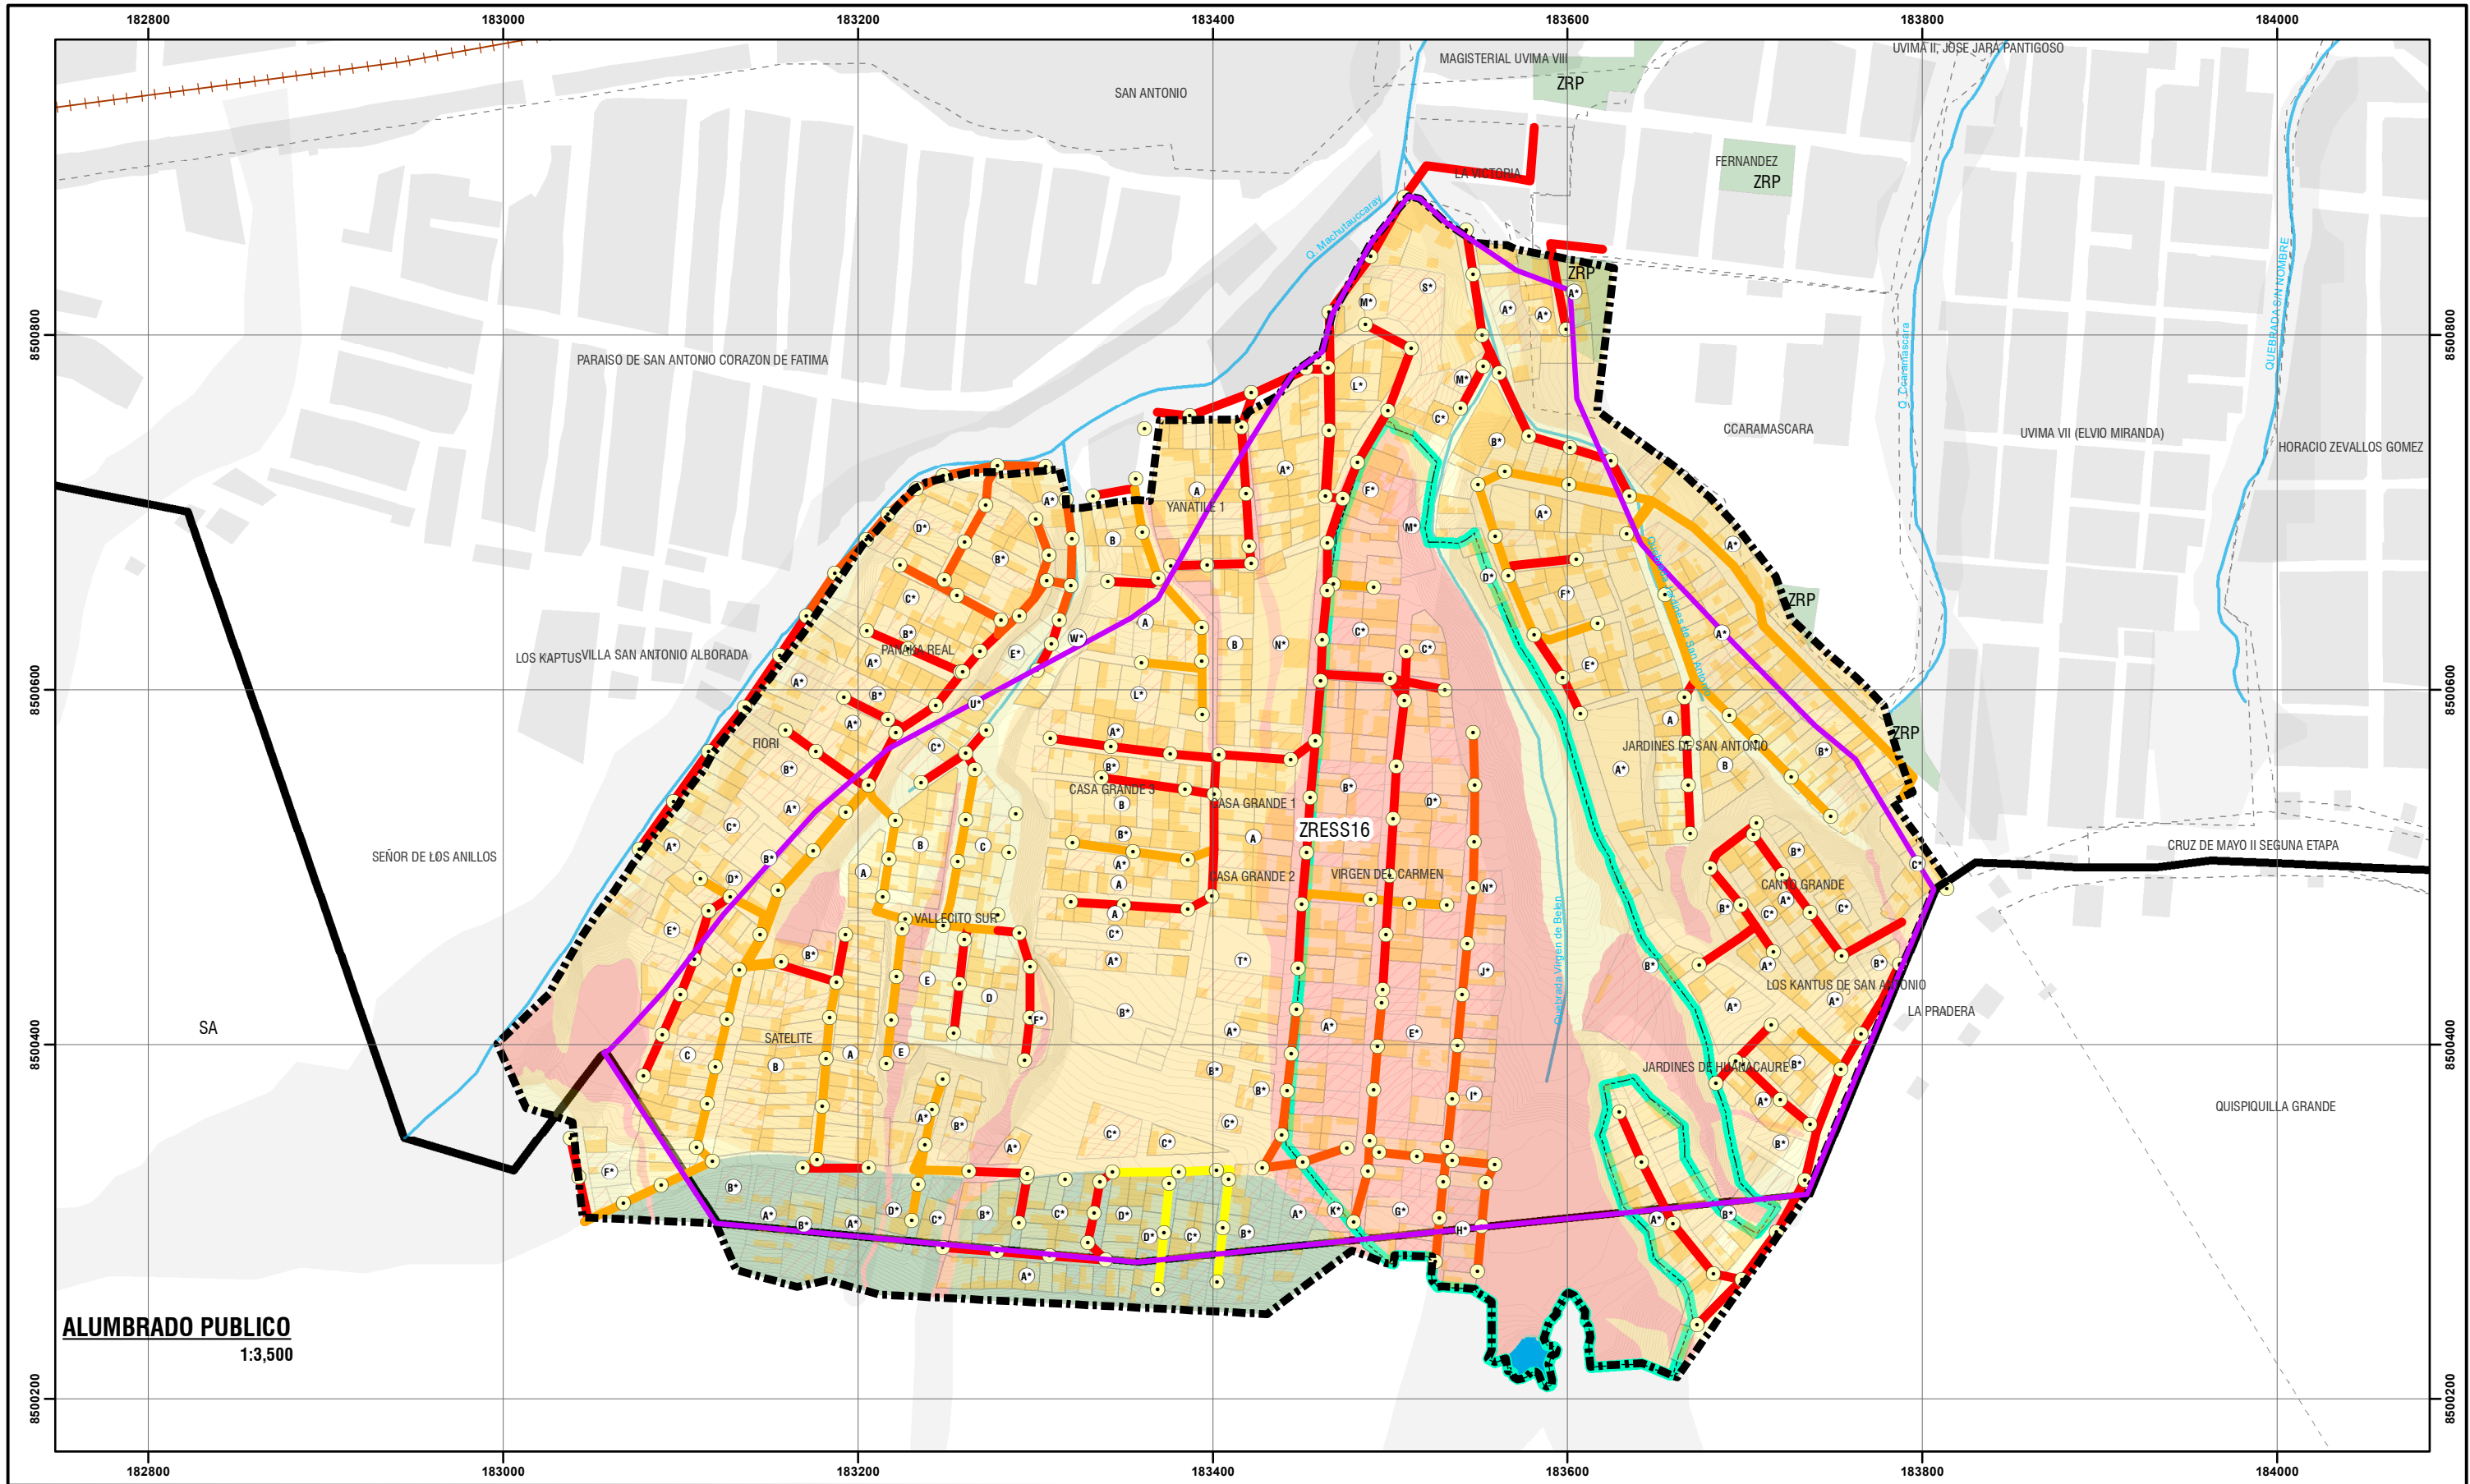 182800 183000 183200 183400 183600 183800 184000
UVIMA II, JOSE JARA PANTIGOSO
MAGISTERIAL UVIMA VIII
ZRP
SAN ANTONIO
FERNANDEZ
ZRP
LA VICTORIA
Q. Machutauccaray
QUEBRADA S/N NOMBRE
ZRP
A*
S*
M*
A*
A*
8500800
8500800
Q. Ccaramascara
PARAISO DE SAN ANTONIO CORAZON DE FATIMA
L*
M*
C*
CCARAMASCARA
UVIMA VII (ELVIO MIRANDA)
B*
HORACIO ZEVALLOS GOMEZ
A*
A
F*
A*
YANATILE 1
A*
D*
M*
B
A*
B*
D*
Quebrada Jardines de San Antonio
F*
C*
ZRP
A
B*
C*
A*
W*
B
N*
PANAKA REAL
C*
E*
LOS KAPTUS
VILLA SAN ANTONIO ALBORADA
A*
E*
A*
B*
L*
8500600
8500600
U*
A*
A
A*
ZRP
FIORI
C*
JARDINES DE SAN ANTONIO
B*
B*
B*
A*
B
CASA GRANDE 3
B*
D*
A*
B
CASA GRANDE 1
C*
ZRESS16
B*
A
A*
B
C
CRUZ DE MAYO II SEGUNA ETAPA
B*
SEÑOR DE LOS ANILLOS
B*
A*
C*
A
CASA GRANDE 2
VIRGEN DEL CARMEN
D*
A
N*
CANTO GRANDE
A*
B*
C*
C*
A
VALLECITO SUR
E*
C*
B*
A*
T*
B*
A*
B*
J*
E
LOS KANTUS DE SAN ANTONIO
D
A*
A*
B*
LA PRADERA
Quebrada Virgen de Belen
F*
SA
A*
A*
E*
SATELITE
A
E
C
B
B*
B*
JARDINES DE HUANACAURE
B*
B*
I*
A*
QUISPIQUILLA GRANDE
A*
B*
C*
A*
C*
C*
B*
F*
B*
A*
B*
A*
D*
C*
B*
C*
D*
A*
K*
G*
A*
B*
D*
C*
B*
H*
A*
ALUMBRADO PUBLICO
1:3,500
8500400
8500400
8500200
8500200
182800 183000 183200 183400 183600 183800 184000